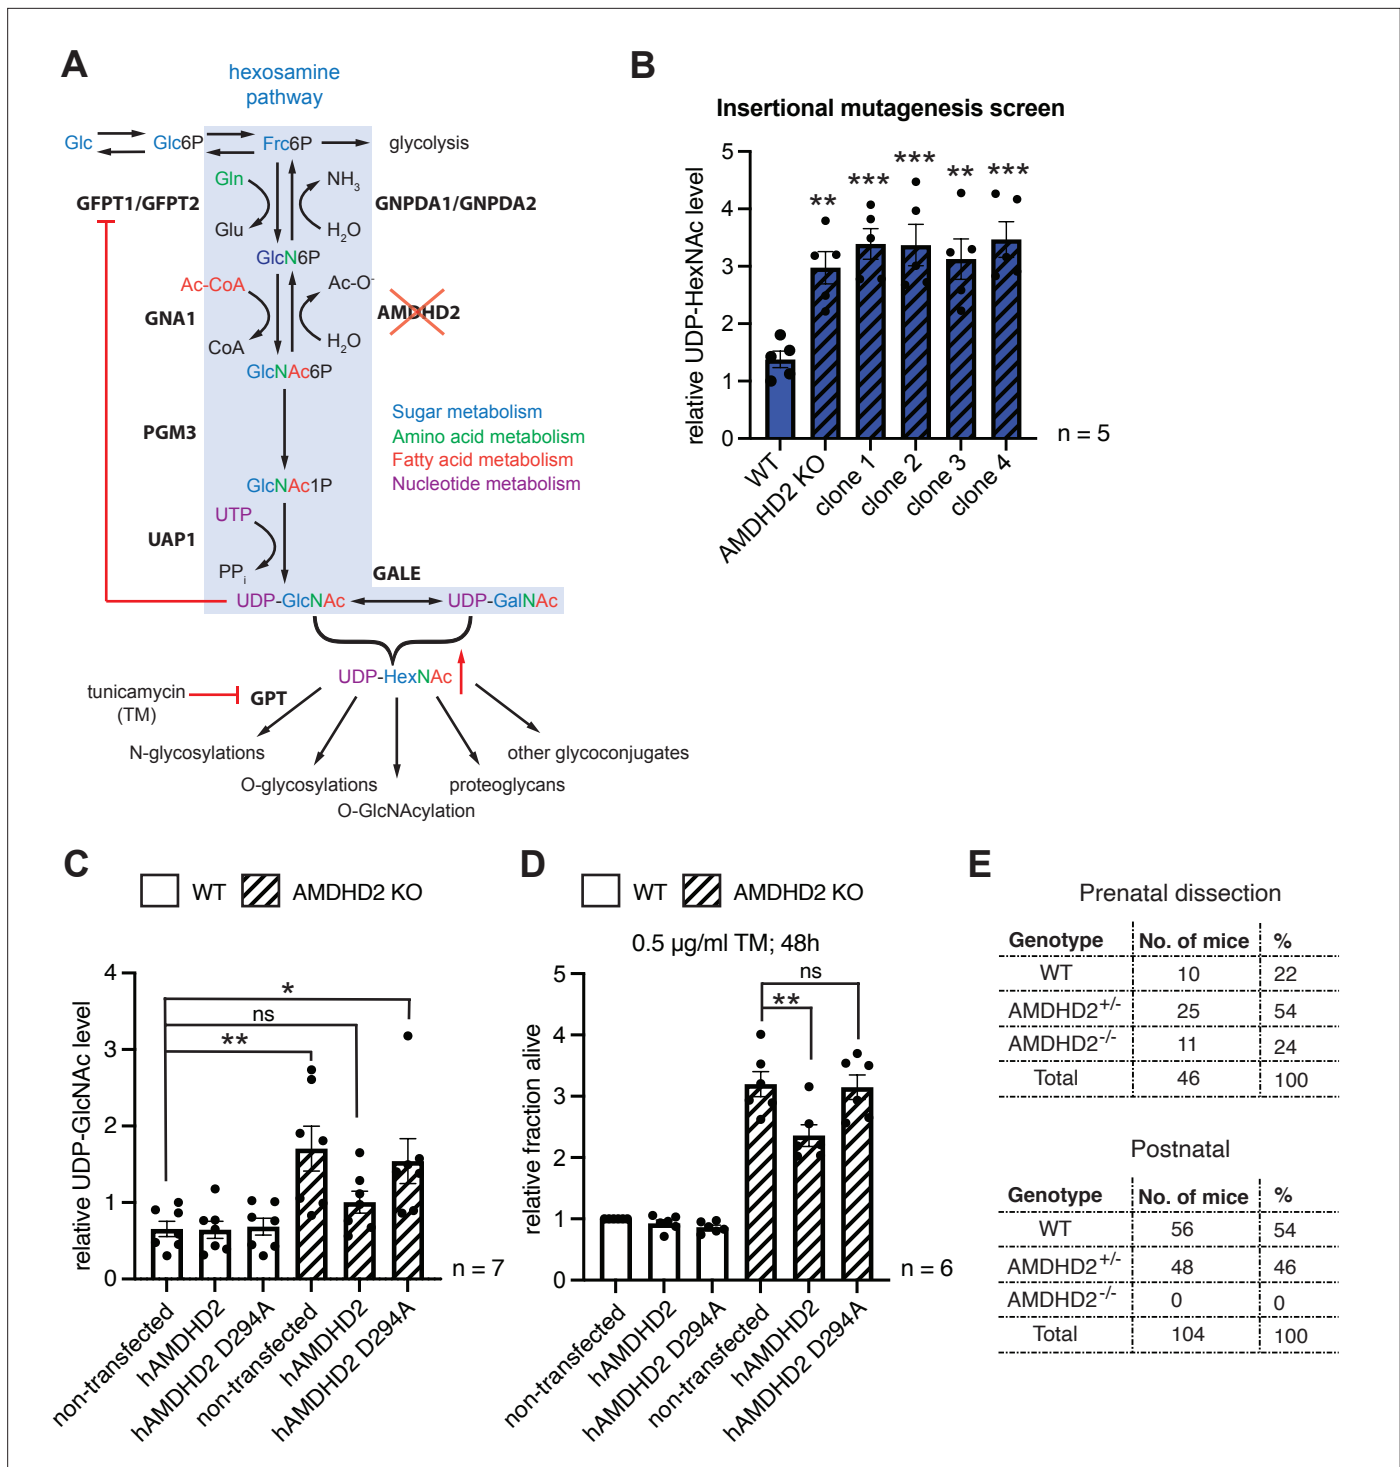 A
hexosamine
pathway
Glc
Glc6P
Frc6P
glycolysis
Gln
NH3
GFPT1/GFPT2
GNPDA1/GNPDA2
Glu
H2O
GlcN6P
Ac-CoA
Ac-O-
GNA1
AMDHD2
CoA
H2O
GlcNAc6P
PGM3
Sugar metabolism
Amino acid metabolism
Fatty acid metabolism
Nucleotide metabolism
GlcNAc1P
UTP
UAP1
PPi
GALE
UDP-GlcNAc
UDP-GalNAc
UDP-HexNAc
tunicamycin
(TM)
GPT
N-glycosylations
other glycoconjugates
O-glycosylations
proteoglycans
O-GlcNAcylation
B
Insertional mutagenesis screen
relative UDP-HexNAc level
5
4
3
2
1
0
** *** *** ** ***
n = 5
WT
AMDHD2 KO
clone 1
clone 2
clone 3
clone 4
C
WT
AMDHD2 KO
relative UDP-GlcNAc level
4
3
2
1
0
*
ns
**
n = 7
non-transfected
hAMDHD2
hAMDHD2 D294A
non-transfected
hAMDHD2
hAMDHD2 D294A
D
WT
AMDHD2 KO
0.5 µg/ml TM; 48h
relative fraction alive
5
4
3
2
1
0
ns
**
n = 6
non-transfected
hAMDHD2
hAMDHD2 D294A
non-transfected
hAMDHD2
hAMDHD2 D294A
E
Prenatal dissection
Genotype No. of mice %
WT 10 22
AMDHD2+/- 25 54
AMDHD2-/- 11 24
Total 46 100
Postnatal
Genotype No. of mice %
WT 56 54
AMDHD2+/- 48 46
AMDHD2-/- 0 0
Total 104 100